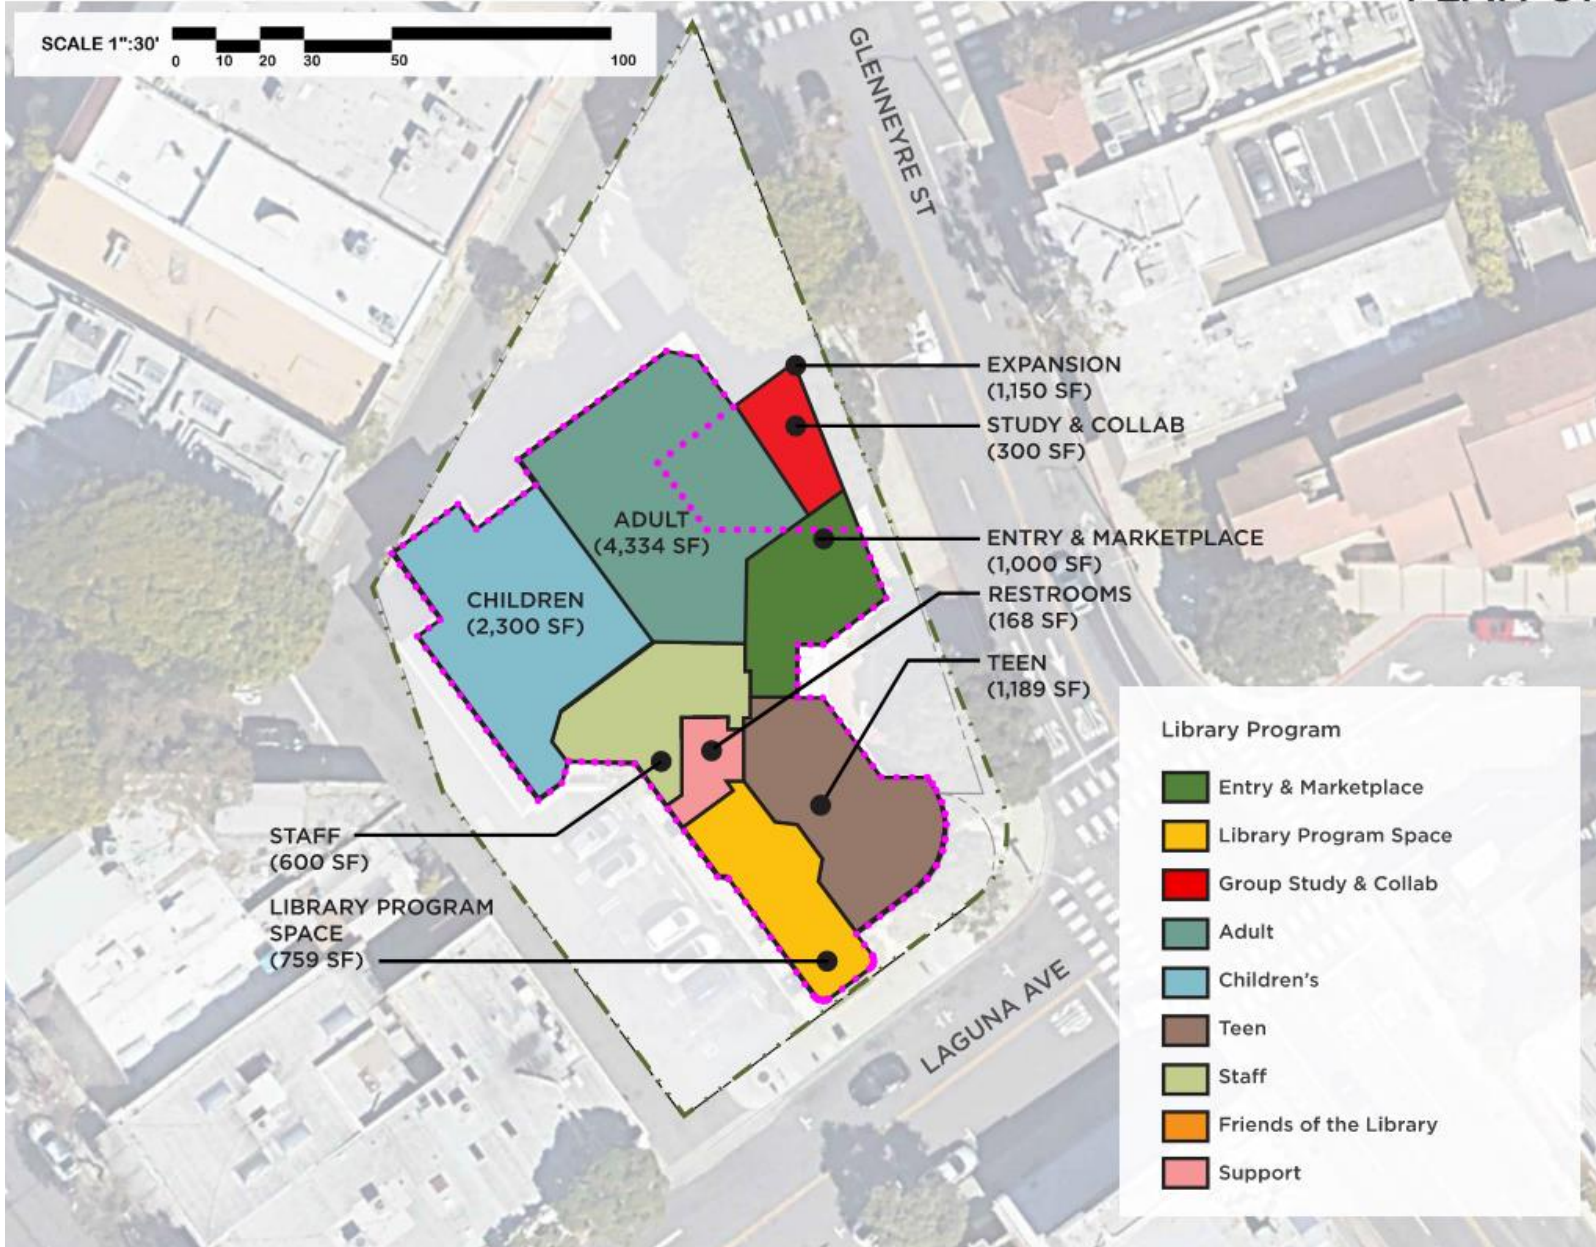 SCALE 1":30'
0 10 20 30 50 100
GLENNEYRE ST
EXPANSION
(1,150 SF)
STUDY & COLLAB
(300 SF)
ADULT
(4,334 SF)
ENTRY & MARKETPLACE
(1,000 SF)
CHILDREN
(2,300 SF)
RESTROOMS
(168 SF)
TEEN
(1,189 SF)
STAFF
(600 SF)
LIBRARY PROGRAM
SPACE
(759 SF)
LAGUNA AVE
Library Program
Entry & Marketplace
Library Program Space
Group Study & Collab
Adult
Children's
Teen
Staff
Friends of the Library
Support